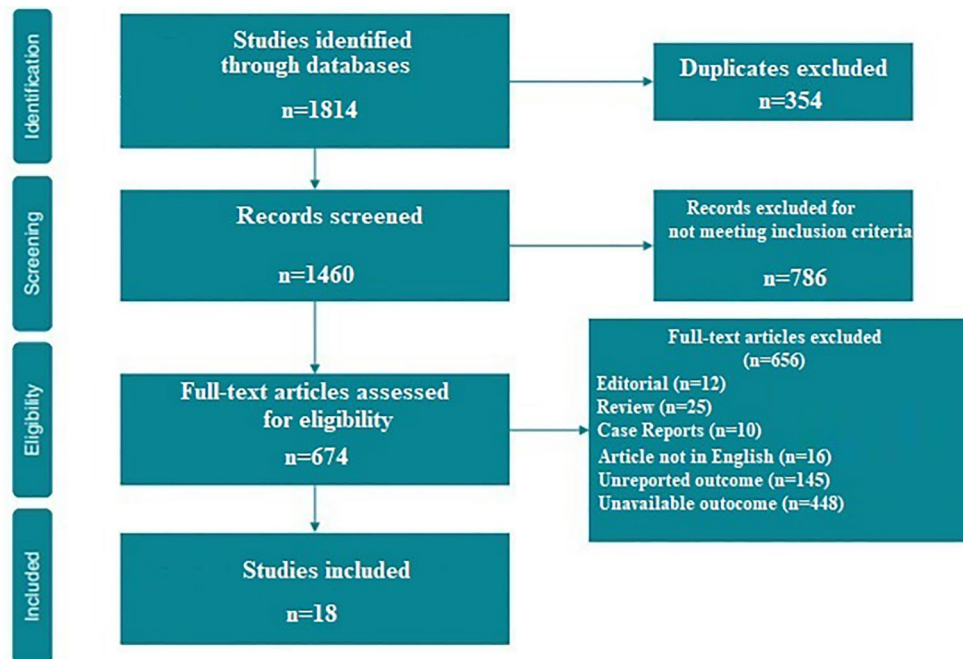 Identification
Studies identified
through databases
n=1814
Duplicates excluded
n=354
Screening
Records screened
n=1460
Records excluded for
not meeting inclusion criteria
n=786
Eligibility
Full-text articles assessed
for eligibility
n=674
Full-text articles excluded
(n=656)
Editorial (n=12)
Review (n=25)
Case Reports (n=10)
Article not in English (n=16)
Unreported outcome (n=145)
Unavailable outocome (n=448)
Included
Studies included
n=18